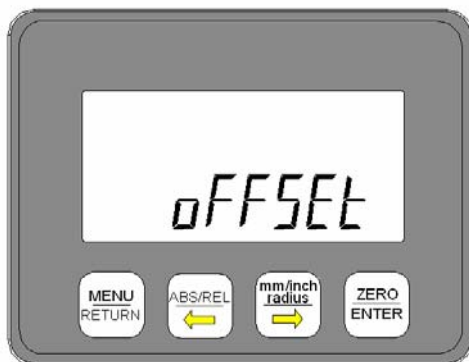 oFFSEt
MENU
RETURN
ABS/REL
mm/inch
radius
ZERO
ENTER